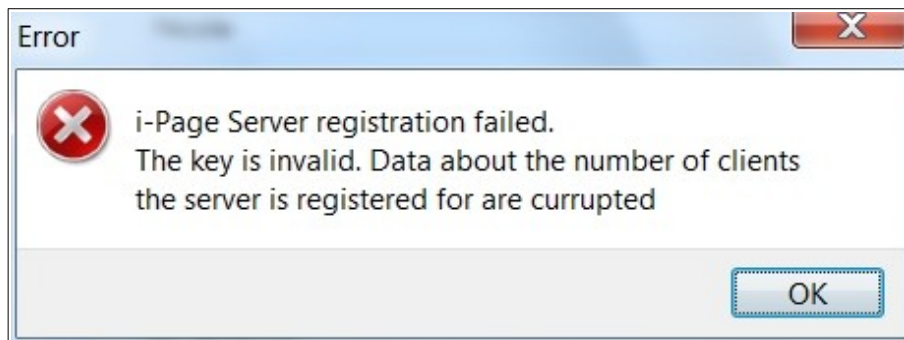 Error
i-Page Server registration failed.
The key is invalid. Data about the number of clients
the server is registered for are currupted
OK